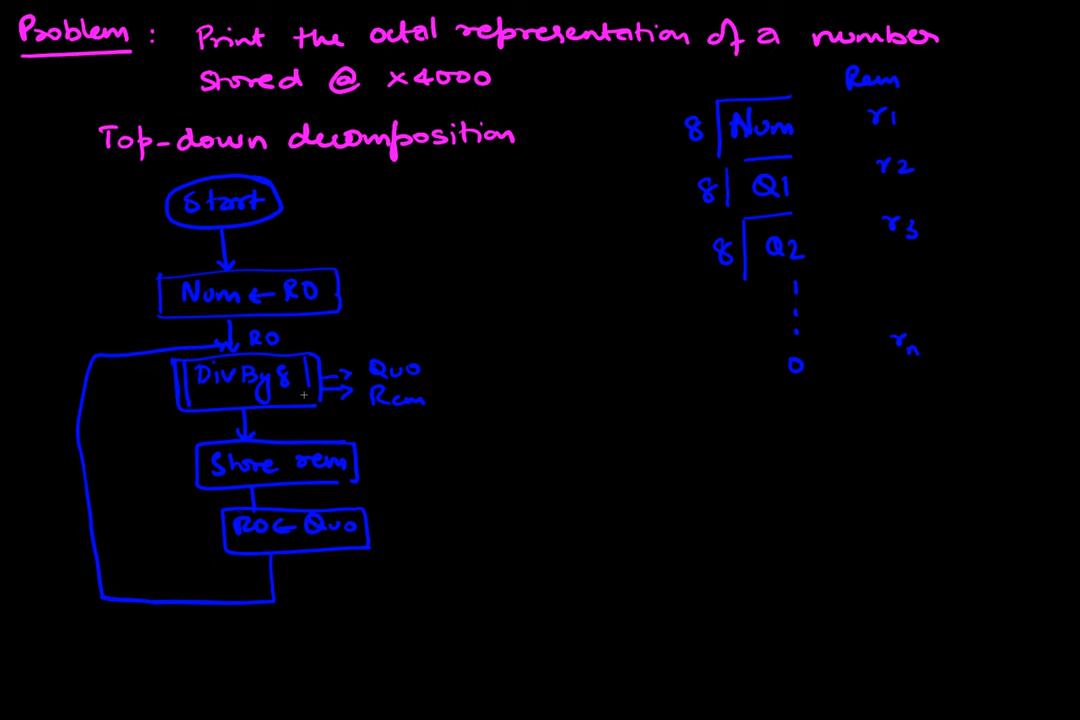 Problem : Print the octal representation of a number
stored @ x4000
Top-down decomposition
Start
Num ← R0
R0
DivBy8
Quo
Rem
Store rem
R0 ← Quo
Rem
8 Num r1
8 Q1 r2
8 Q2 r3
0 rn